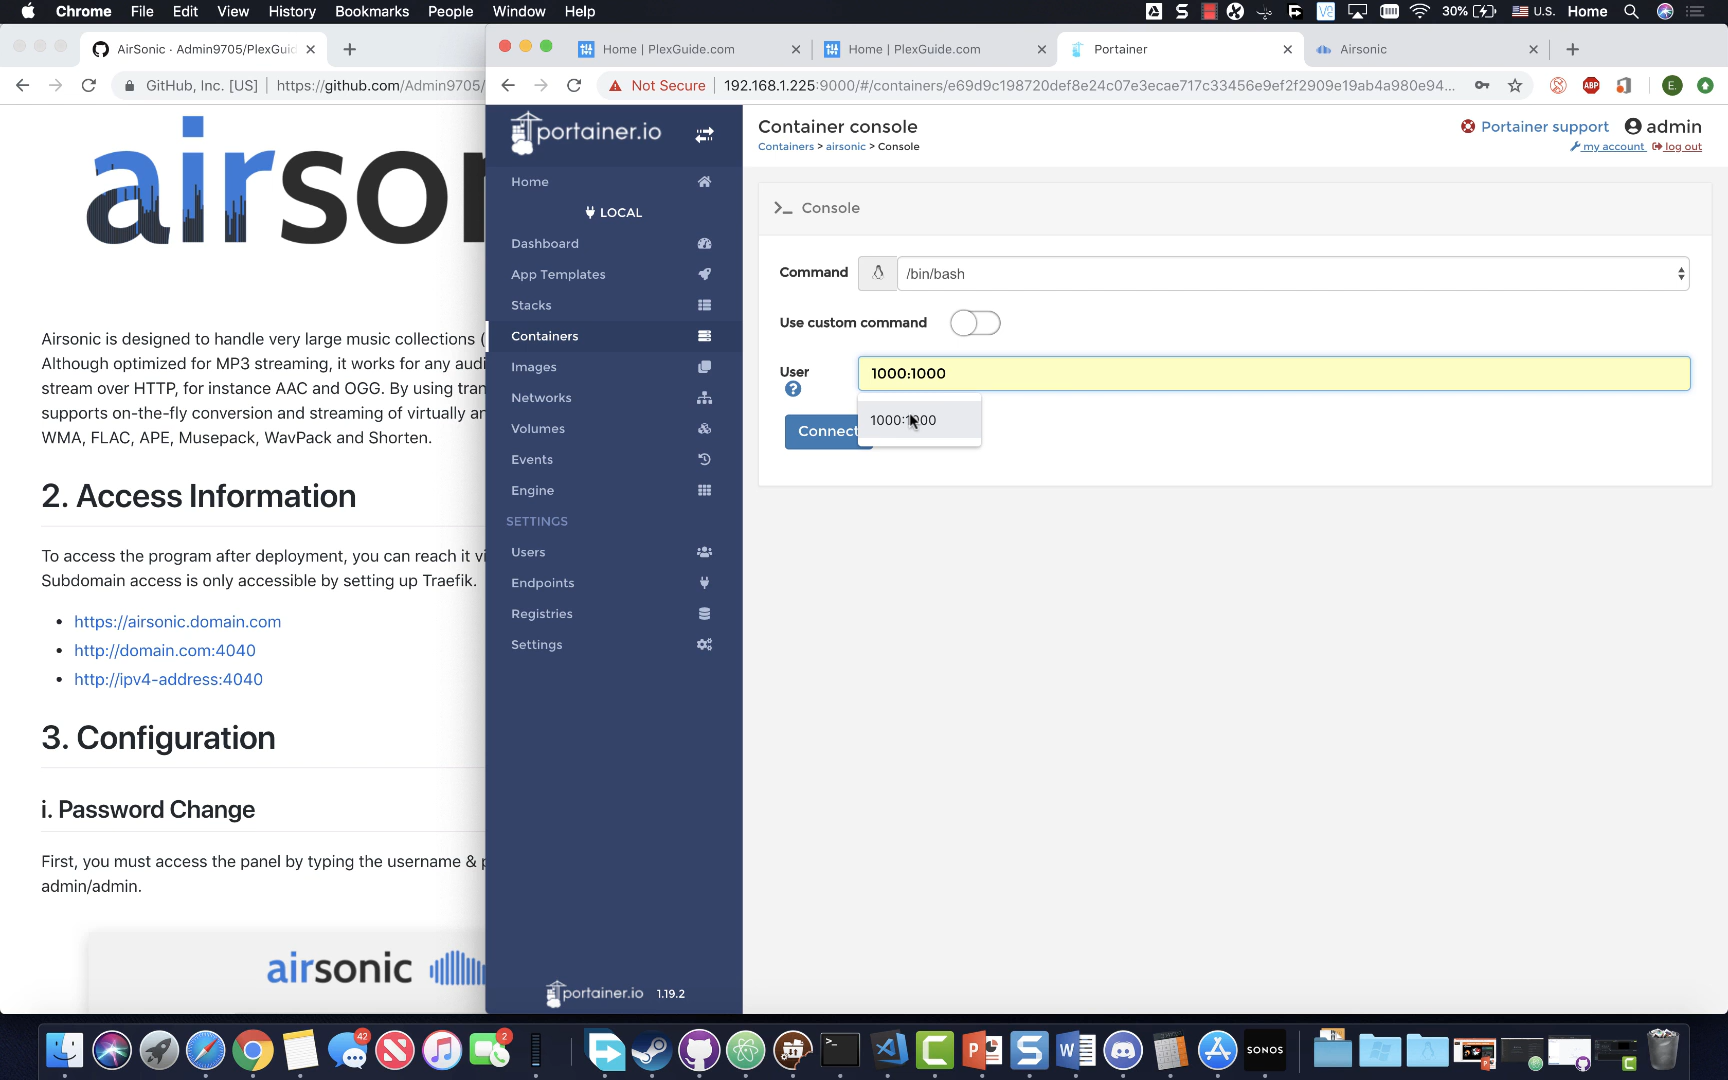 Chrome File Edit View History Bookmarks People Window Help
30% U.S. Home
AirSonic · Admin9705/PlexGuid
GitHub, Inc. [US] https://github.com/Admin9705/
Home | PlexGuide.com
Home | PlexGuide.com
Portainer
Airsonic
Not Secure 192.168.1.225:9000/#/containers/e69d9c198720def8e24c07e3ecae717c33456e9ef2f2909e19ab4a980e94...
ABP
E.
airso
Airsonic is designed to handle very large music collections (
Although optimized for MP3 streaming, it works for any audi
stream over HTTP, for instance AAC and OGG. By using tran
supports on-the-fly conversion and streaming of virtually an
WMA, FLAC, APE, Musepack, WavPack and Shorten.
2. Access Information
To access the program after deployment, you can reach it vi
Subdomain access is only accessible by setting up Traefik.
• https://airsonic.domain.com
• http://domain.com:4040
• http://ipv4-address:4040
3. Configuration
i. Password Change
First, you must access the panel by typing the username & p
admin/admin.
airsonic
portainer.io
Home
LOCAL
Dashboard
App Templates
Stacks
Containers
Images
Networks
Volumes
Events
Engine
SETTINGS
Users
Endpoints
Registries
Settings
portainer.io 1.19.2
Container console
Containers > airsonic > Console
Portainer support admin
my account log out
>_ Console
Command /bin/bash
Use custom command
User 1000:1000
1000:1000
Connect
42
2
SONOS